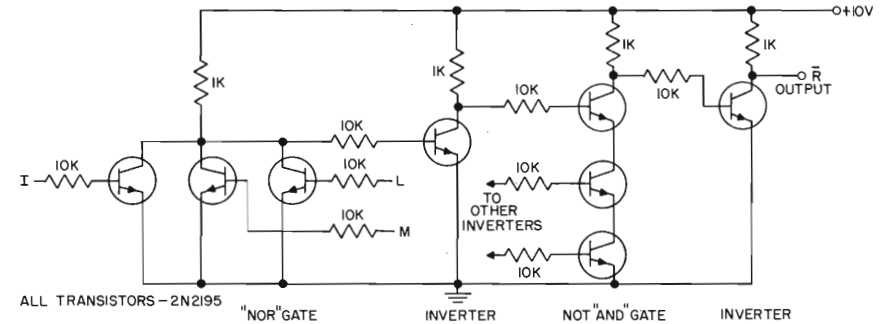 +10V
1K
1K
1K
1K
R̅
OUTPUT
10K
10K
10K
10K
I
10K
L
10K
M
10K
TO
OTHER
INVERTERS
10K
ALL TRANSISTORS-2N2195
"NOR" GATE
INVERTER
NOT "AND" GATE
INVERTER